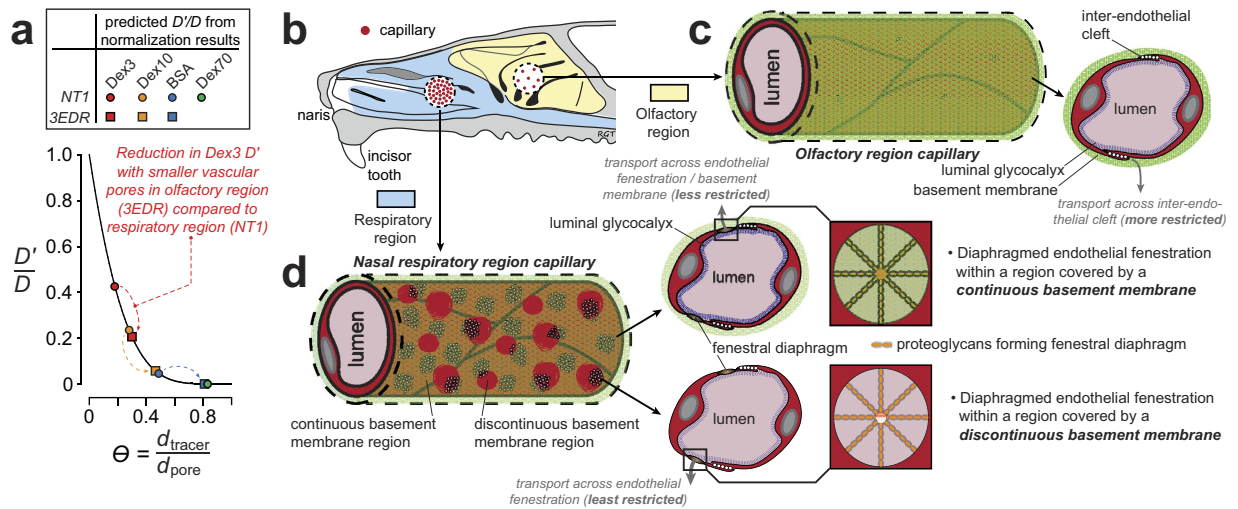 a
predicted D'/D from
normalization results
Dex3
Dex10
BSA
Dex70
NT1
3EDR
Reduction in Dex3 D'
with smaller vascular
pores in olfactory region
(3EDR) compared to
respiratory region (NT1)
1.0
0.8
0.6
0.4
0.2
0
D'
D
0
0.4
0.8
Θ = d tracer
d pore
b
capillary
naris
incisor
tooth
RGT
Respiratory
region
Olfactory
region
c
lumen
Olfactory region capillary
inter-endothelial
cleft
lumen
luminal glycocalyx
basement membrane
transport across inter-endo-
thelial cleft (more restricted)
d
Nasal respiratory region capillary
lumen
continuous basement
membrane region
discontinuous basement
membrane region
transport across endothelial
fenestration / basement
membrane (less restricted)
luminal glycocalyx
lumen
fenestral diaphragm
lumen
transport across endothelial
fenestration (least restricted)
• Diaphragmed endothelial fenestration
within a region covered by a
continuous basement membrane
proteoglycans forming fenestral diaphragm
• Diaphragmed endothelial fenestration
within a region covered by a
discontinuous basement membrane